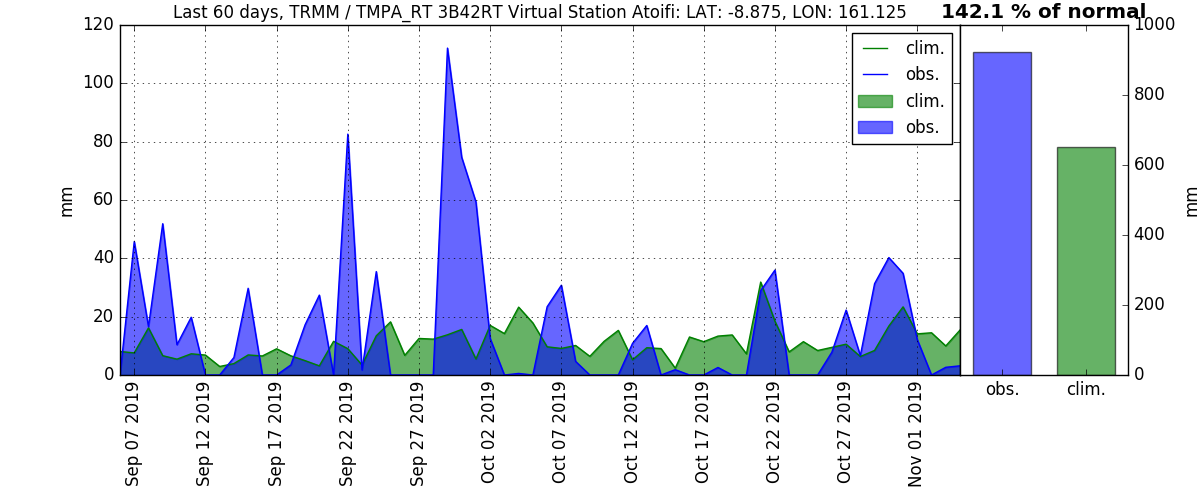 Last 60 days, TRMM / TMPA_RT 3B42RT Virtual Station Atoifi: LAT: -8.875, LON: 161.125
142.1 % of normal
120
100
80
60
40
20
0
mm
clim.
obs.
clim.
obs.
Sep 07 2019
Sep 12 2019
Sep 17 2019
Sep 22 2019
Sep 27 2019
Oct 02 2019
Oct 07 2019
Oct 12 2019
Oct 17 2019
Oct 22 2019
Oct 27 2019
Nov 01 2019
1000
800
600
400
200
0
mm
obs.
clim.